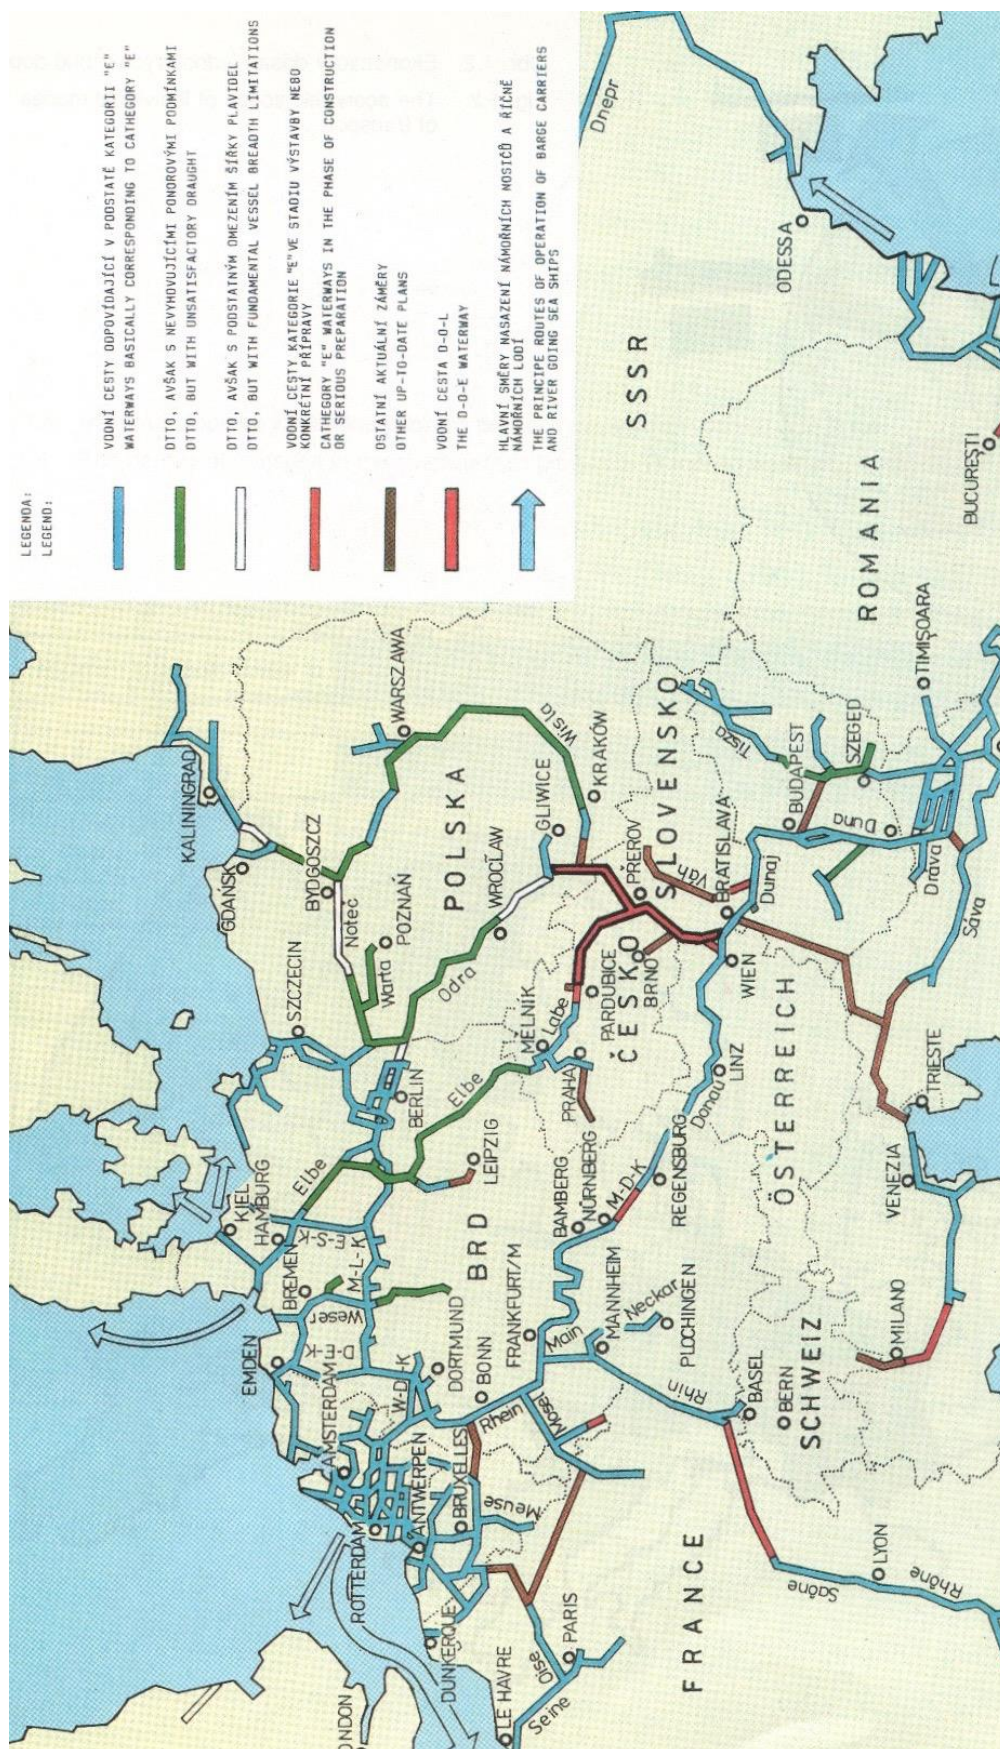 LEGENDA:
LEGEND:
VODNÍ CESTY ODPOVÍDAJÍCÍ V PODSTATĚ KATEGORII "E"
WATERWAYS BASICALLY CORRESPONDING TO CATHEGORY "E"
DTTO, AVŠAK S NEVYHOVUJÍCÍMI PONOROVÝMI PODMÍNKAMI
DTTO, BUT WITH UNSATISFACTORY DRAUGHT
DTTO, AVŠAK S PODSTATNÝM OMEZENÍM ŠÍŘKY PLAVIDEL
DTTO, BUT WITH FUNDAMENTAL VESSEL BREADTH LIMITATIONS
VODNÍ CESTY KATEGORIE "E" VE STADIU VÝSTAVBY NEBO
KONKRÉTNÍ PŘÍPRAVY
CATHEGORY "E" WATERWAYS IN THE PHASE OF CONSTRUCTION
OR SERIOUS PREPARATION
OSTATNÍ AKTUÁLNÍ ZÁMĚRY
OTHER UP-TO-DATE PLANS
VODNÍ CESTA D-O-L
THE D-O-E WATERWAY
HLAVNÍ SMĚRY NASAZENÍ NÁMOŘNÍCH NOSIČŮ A ŘÍČNĚ
NÁMOŘNÍCH LODÍ
THE PRINCIPE ROUTES OF OPERATION OF BARGE CARRIERS
AND RIVER GOING SEA SHIPS
KALININGRAD
GDAŃSK
BYDGOSZCZ
SZCZECIN
Noteć
Warta
POZNAŃ
WARSZAWA
POLSKA
Wisla
Odra
WROCŁAW
GLIWICE
KRAKÓW
KIEL
HAMBURG
BREMEN
EMDEN
Elbe
E-S-K
M-L-K
Weser
D-E-K
W-D-K
BERLIN
Elbe
LEIPZIG
BRD
DORTMUND
BONN
AMSTERDAM
ROTTERDAM
ANTWERPEN
BRUXELLES
DUNKERQUE
Meuse
Rhein
Mosel
LONDON
LE HAVRE
Seine
Oise
PARIS
FRANCE
FRANKFURT/M
Main
MANNHEIM
Neckar
PLOCHINGEN
Rhin
BASEL
BERN
SCHWEIZ
Saône
LYON
Rhône
BAMBERG
NÜRNBERG
M-D-K
REGENSBURG
Donau
LINZ
WIEN
ÖSTERREICH
MĚLNÍK
Labe
PRAHA
PARDUBICE
ČESKO
BRNO
PŘEROV
SLOVENSKO
Váh
BRATISLAVA
Dunaj
BUDAPEST
Tisza
SZEGED
Duna
Dráva
Sáva
TIMIŞOARA
ROMANIA
BUCUREŞTI
SSSR
ODESSA
Dnepr
TRIESTE
VENEZIA
MILANO